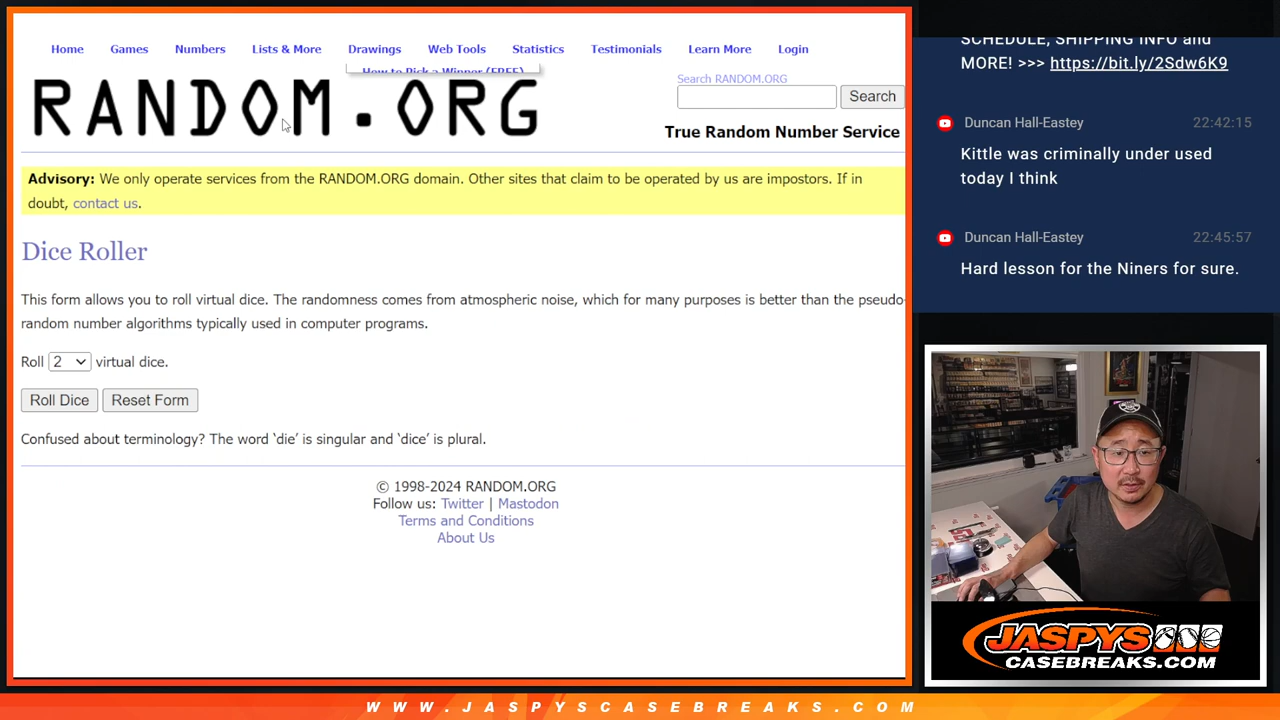 Home Games Numbers Lists & More Drawings Web Tools Statistics Testimonials Learn More Login
How to Pick a Winner (FREE)
RANDOM.ORG
Search RANDOM.ORG
Search
True Random Number Service
Advisory: We only operate services from the RANDOM.ORG domain. Other sites that claim to be operated by us are impostors. If in
doubt, contact us.
Dice Roller
This form allows you to roll virtual dice. The randomness comes from atmospheric noise, which for many purposes is better than the pseudo-
random number algorithms typically used in computer programs.
Roll 2 virtual dice.
Roll Dice Reset Form
Confused about terminology? The word ‘die’ is singular and ‘dice’ is plural.
© 1998-2024 RANDOM.ORG
Follow us: Twitter | Mastodon
Terms and Conditions
About Us
SCHEDULE, SHIPPING INFO and
MORE! >>> https://bit.ly/2Sdw6K9
Duncan Hall-Eastey 22:42:15
Kittle was criminally under used
today I think
Duncan Hall-Eastey 22:45:57
Hard lesson for the Niners for sure.
JASPYS
CASEBREAKS.COM
WWW.JASPYSCASEBREAKS.COM